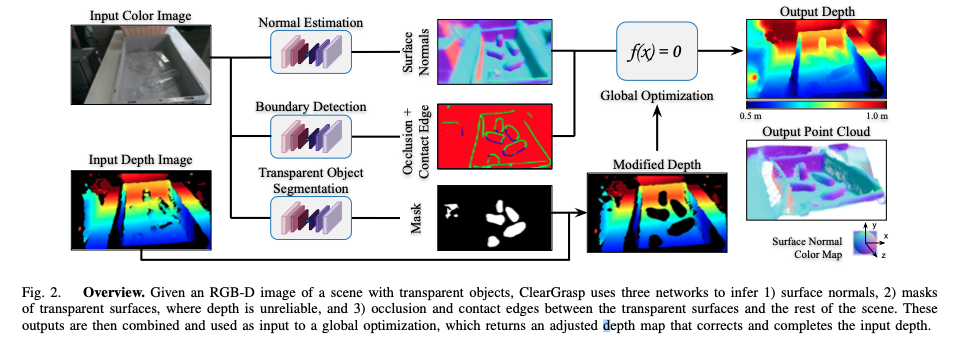 Input Color Image
Normal Estimation
Surface
Normals
f(x) = 0
Global Optimization
Output Depth
0.5 m
1.0 m
Boundary Detection
Occlusion +
Contact Edge
Input Depth Image
Transparent Object
Segmentation
Mask
Modified Depth
Output Point Cloud
Surface Normal
Color Map
y
x
z
Fig. 2. Overview. Given an RGB-D image of a scene with transparent objects, ClearGrasp uses three networks to infer 1) surface normals, 2) masks
of transparent surfaces, where depth is unreliable, and 3) occlusion and contact edges between the transparent surfaces and the rest of the scene. These
outputs are then combined and used as input to a global optimization, which returns an adjusted depth map that corrects and completes the input depth.